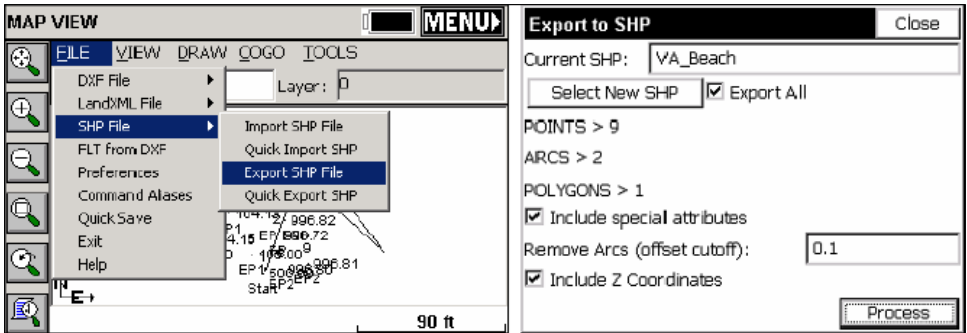 MAP VIEW
MENU
FILE VIEW DRAW COGO TOOLS
Layer: 0
DXF File
LandXML File
SHP File
FLT from DXF
Preferences
Command Aliases
Quick Save
Exit
Help
Import SHP File
Quick Import SHP
Export SHP File
Quick Export SHP
996.82
EP1
Start
EP2
N
E
90 ft
Export to SHP
Close
Current SHP: VA_Beach
Select New SHP
Export All
POINTS > 9
ARCS > 2
POLYGONS > 1
Include special attributes
Remove Arcs (offset cutoff): 0.1
Include Z Coordinates
Process